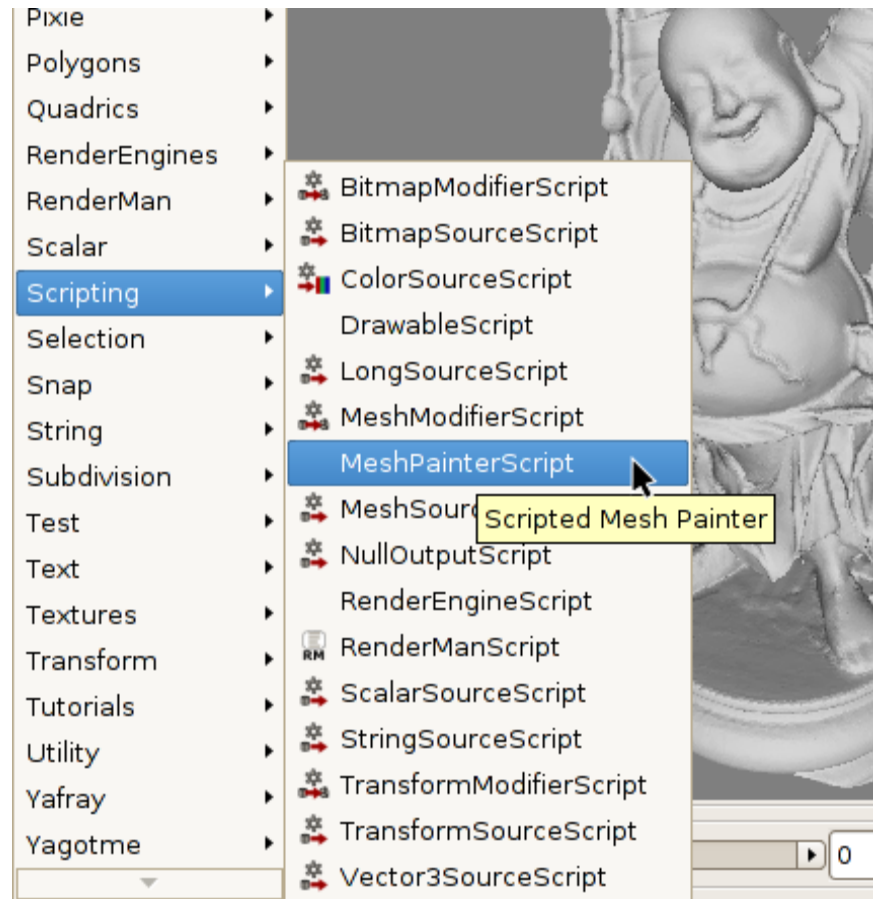 Pixie
Polygons
Quadrics
RenderEngines
RenderMan
Scalar
Scripting
Selection
Snap
String
Subdivision
Test
Text
Textures
Transform
Tutorials
Utility
Yafray
Yagotme
BitmapModifierScript
BitmapSourceScript
ColorSourceScript
DrawableScript
LongSourceScript
MeshModifierScript
MeshPainterScript
MeshSourc
Scripted Mesh Painter
NullOutputScript
RenderEngineScript
RM RenderManScript
ScalarSourceScript
StringSourceScript
TransformModifierScript
TransformSourceScript
Vector3SourceScript
0